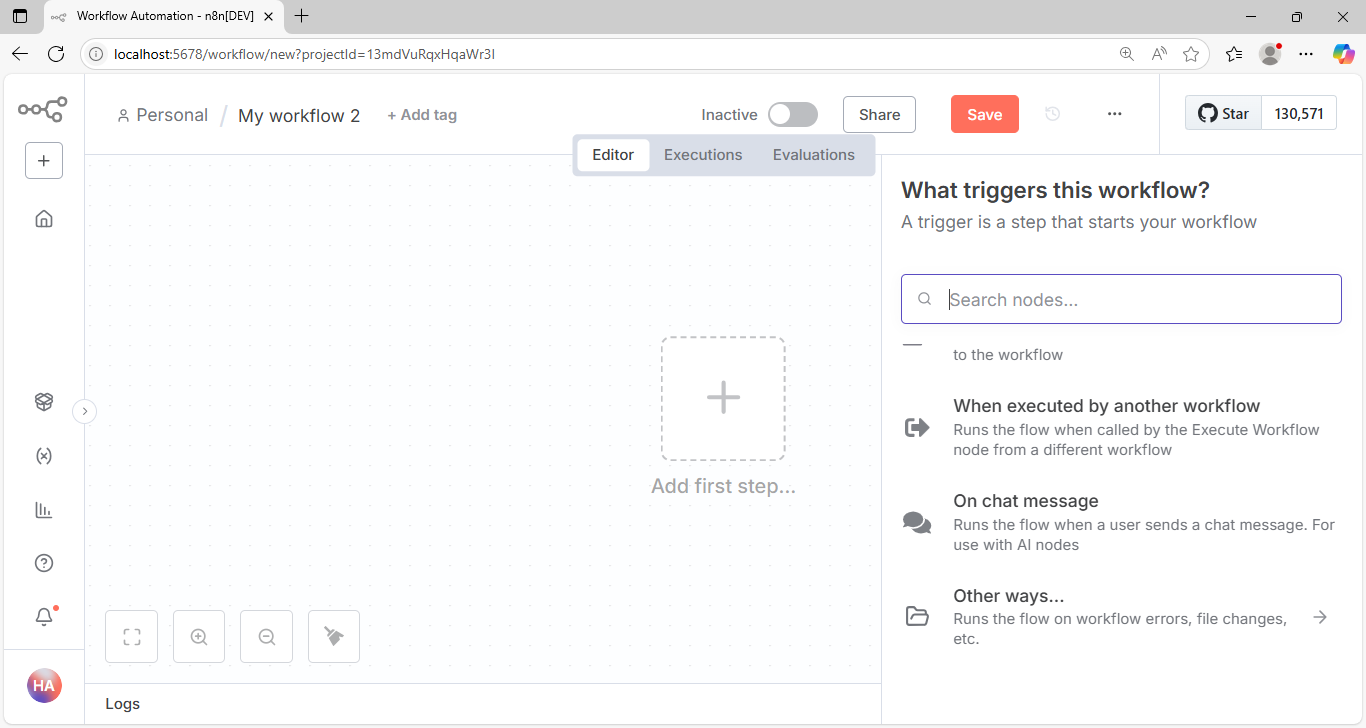 Workflow Automation - n8n[DEV]
localhost:5678/workflow/new?projectId=13mdVuRqxHqaWr3l
Personal / My workflow 2 + Add tag
Inactive
Share
Save
Star 130,571
Editor Executions Evaluations
What triggers this workflow?
A trigger is a step that starts your workflow
Search nodes...
to the workflow
When executed by another workflow
Runs the flow when called by the Execute Workflow
node from a different workflow
On chat message
Runs the flow when a user sends a chat message. For
use with AI nodes
Other ways...
Runs the flow on workflow errors, file changes,
etc.
Add first step...
HA
Logs